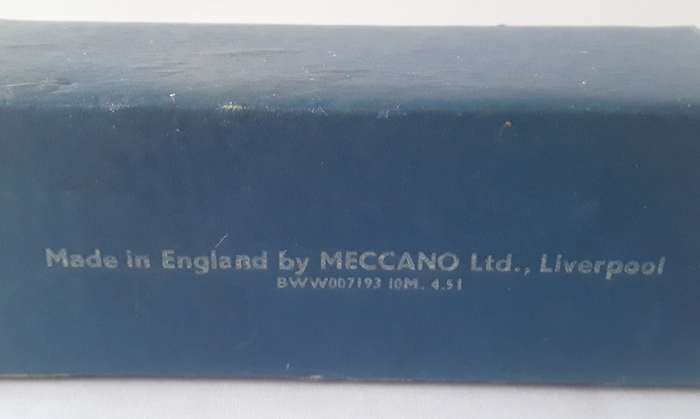 Made in England by MECCANO Ltd., Liverpool
BWW007193 10M. 4.51